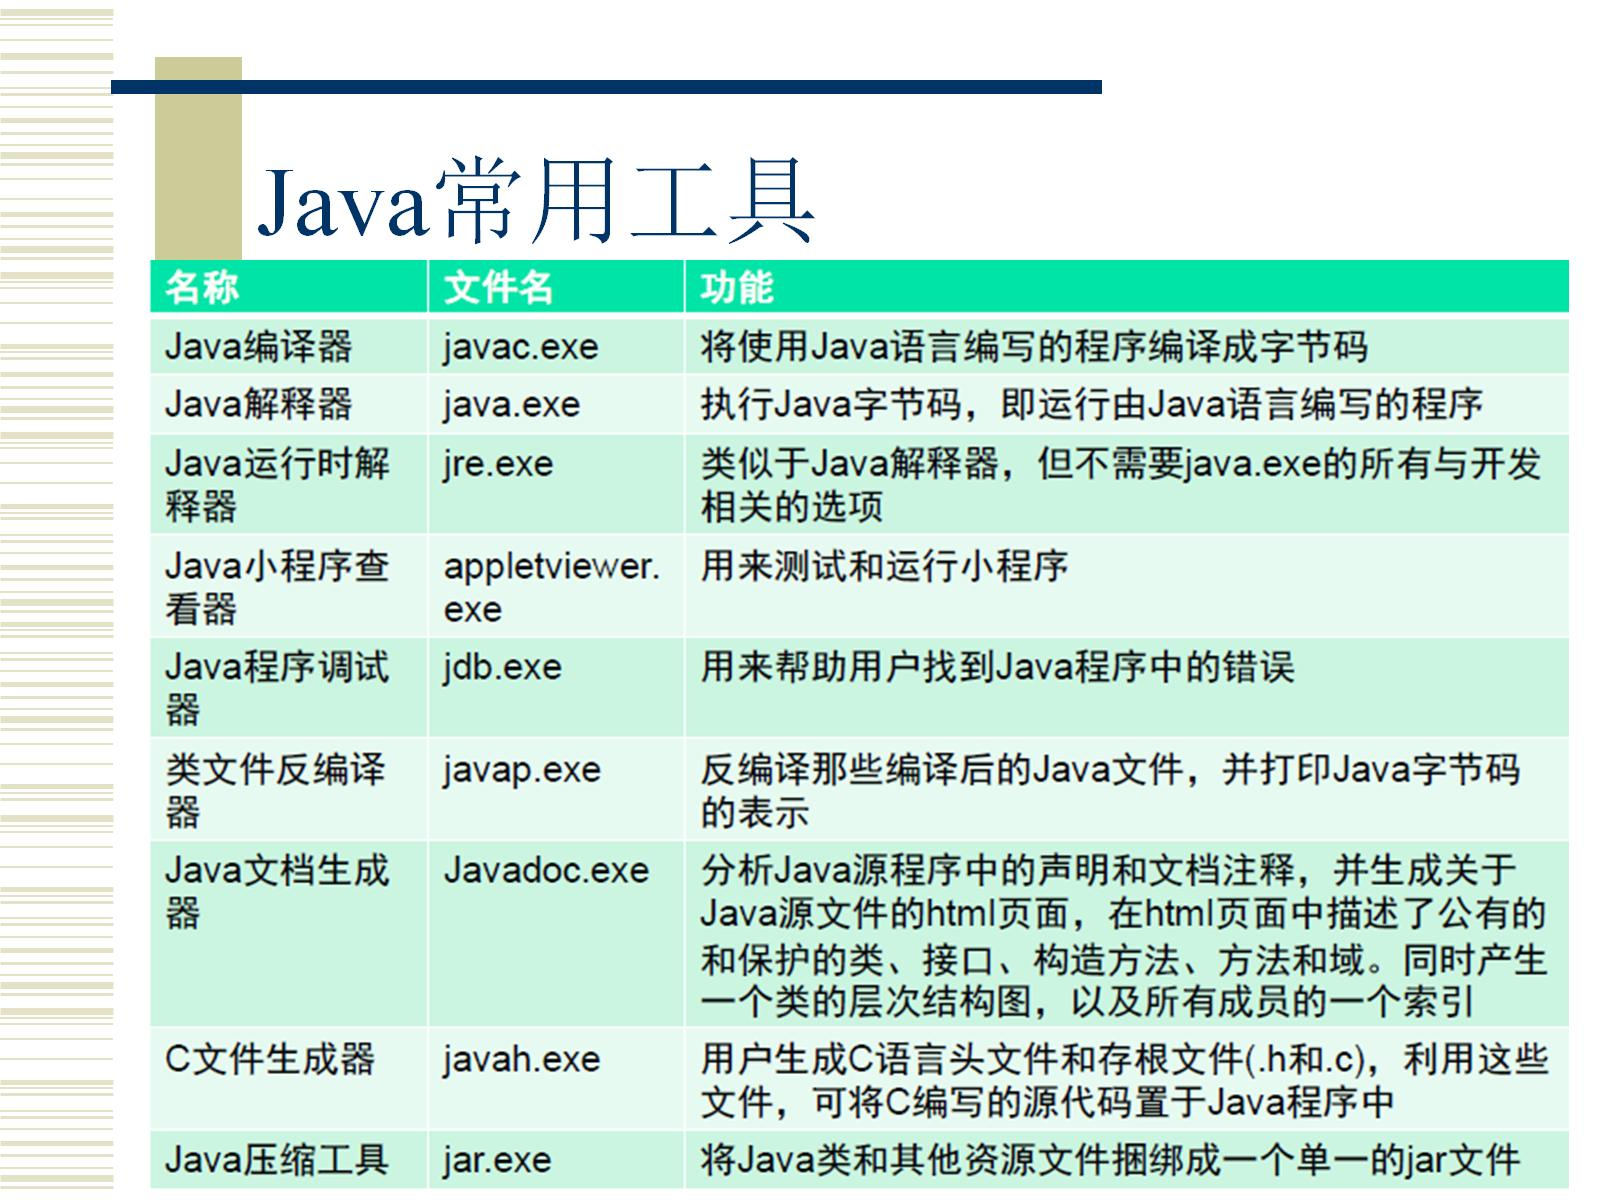 Java常用工具
名称 文件名 功能
Java编译器 javac.exe 将使用Java语言编写的程序编译成字节码
Java解释器 java.exe 执行Java字节码，即运行由Java语言编写的程序
Java运行时解 jre.exe 类似于Java解释器，但不需要java.exe的所有与开发
释器 相关的选项
Java小程序查 appletviewer. 用来测试和运行小程序
看器 exe
Java程序调试 jdb.exe 用来帮助用户找到Java程序中的错误
器
类文件反编译 javap.exe 反编译那些编译后的Java文件，并打印Java字节码
器 的表示
Java文档生成 Javadoc.exe 分析Java源程序中的声明和文档注释，并生成关于
器 Java源文件的html页面，在html页面中描述了公有的
和保护的类、接口、构造方法、方法和域。同时产生
一个类的层次结构图，以及所有成员的一个索引
C文件生成器 javah.exe 用户生成C语言头文件和存根文件(.h和.c)，利用这些
文件，可将C编写的源代码置于Java程序中
Java压缩工具 jar.exe 将Java类和其他资源文件捆绑成一个单一的jar文件